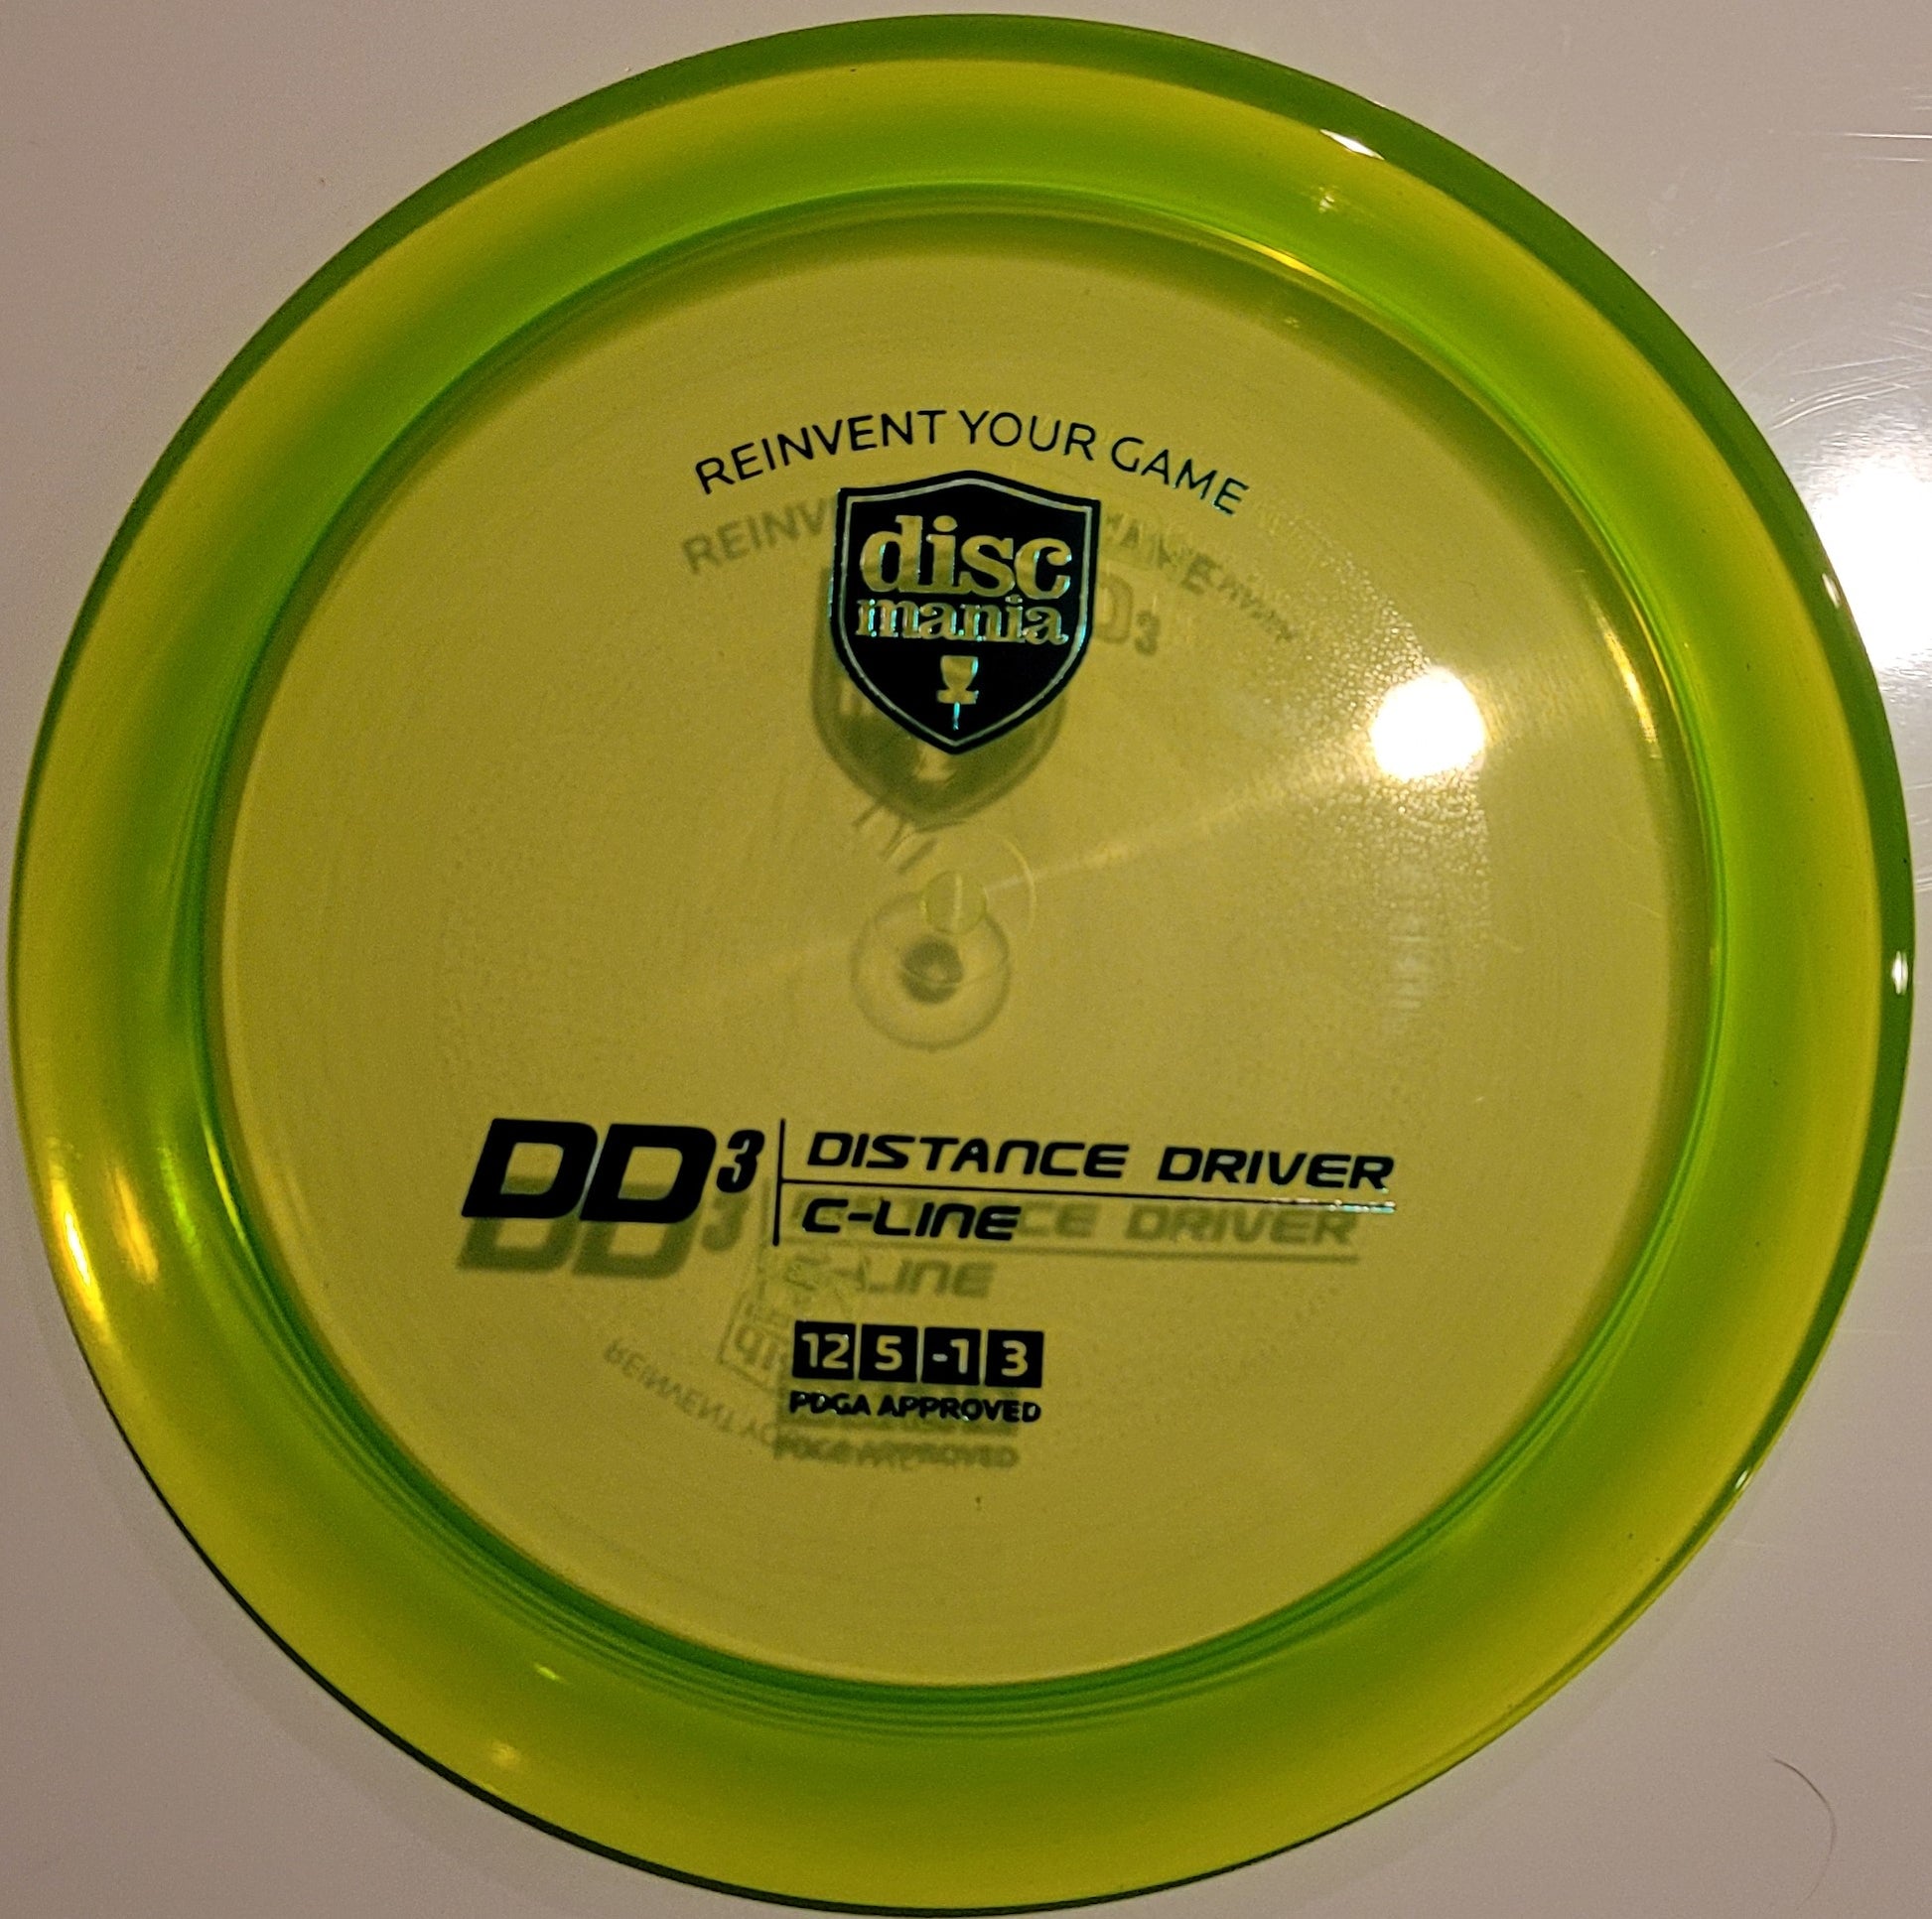 REINVENT YOUR GAME
disc
mania
DD3 DISTANCE DRIVER
C-LINE
12 5 -1 3
PDGA APPROVED